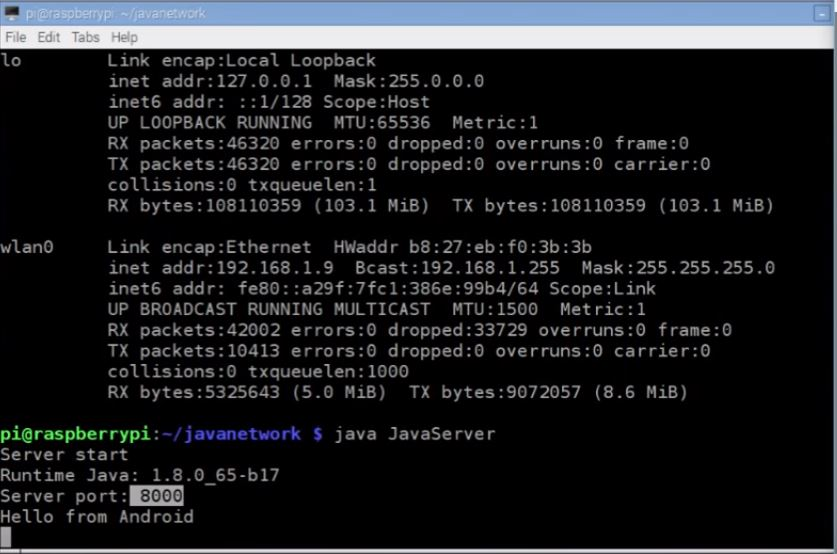 pi@raspberrypi: ~/javanetwork
File Edit Tabs Help
lo Link encap:Local Loopback
inet addr:127.0.0.1 Mask:255.0.0.0
inet6 addr: ::1/128 Scope:Host
UP LOOPBACK RUNNING MTU:65536 Metric:1
RX packets:46320 errors:0 dropped:0 overruns:0 frame:0
TX packets:46320 errors:0 dropped:0 overruns:0 carrier:0
collisions:0 txqueuelen:1
RX bytes:108110359 (103.1 MiB) TX bytes:108110359 (103.1 MiB)
wlan0 Link encap:Ethernet HWaddr b8:27:eb:f0:3b:3b
inet addr:192.168.1.9 Bcast:192.168.1.255 Mask:255.255.255.0
inet6 addr: fe80::a29f:7fc1:386e:99b4/64 Scope:Link
UP BROADCAST RUNNING MULTICAST MTU:1500 Metric:1
RX packets:42002 errors:0 dropped:33729 overruns:0 frame:0
TX packets:10413 errors:0 dropped:0 overruns:0 carrier:0
collisions:0 txqueuelen:1000
RX bytes:5325643 (5.0 MiB) TX bytes:9072057 (8.6 MiB)
pi@raspberrypi:~/javanetwork $ java JavaServer
Server start
Runtime Java: 1.8.0_65-b17
Server port: 8000
Hello from Android